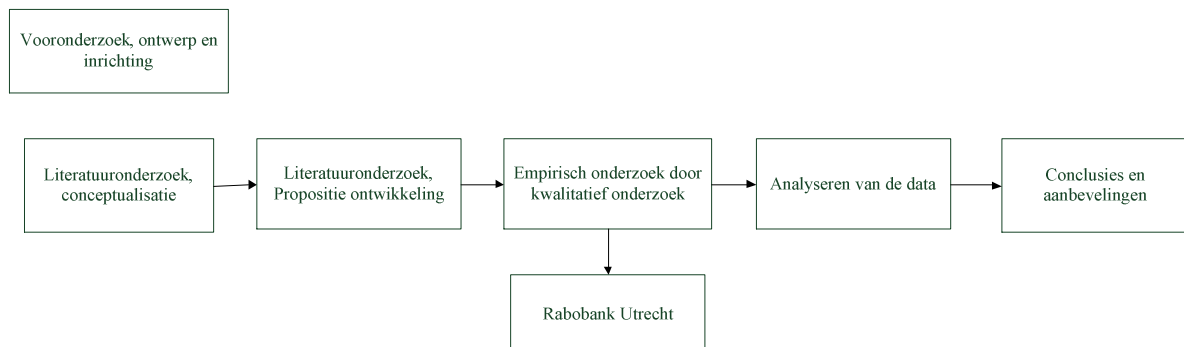 Vooronderzoek, ontwerp en
inrichting
Literatuuronderzoek,
conceptualisatie
Literatuuronderzoek,
Propositie ontwikkeling
Empirisch onderzoek door
kwalitatief onderzoek
Analyseren van de data
Conclusies en
aanbevelingen
Rabobank Utrecht